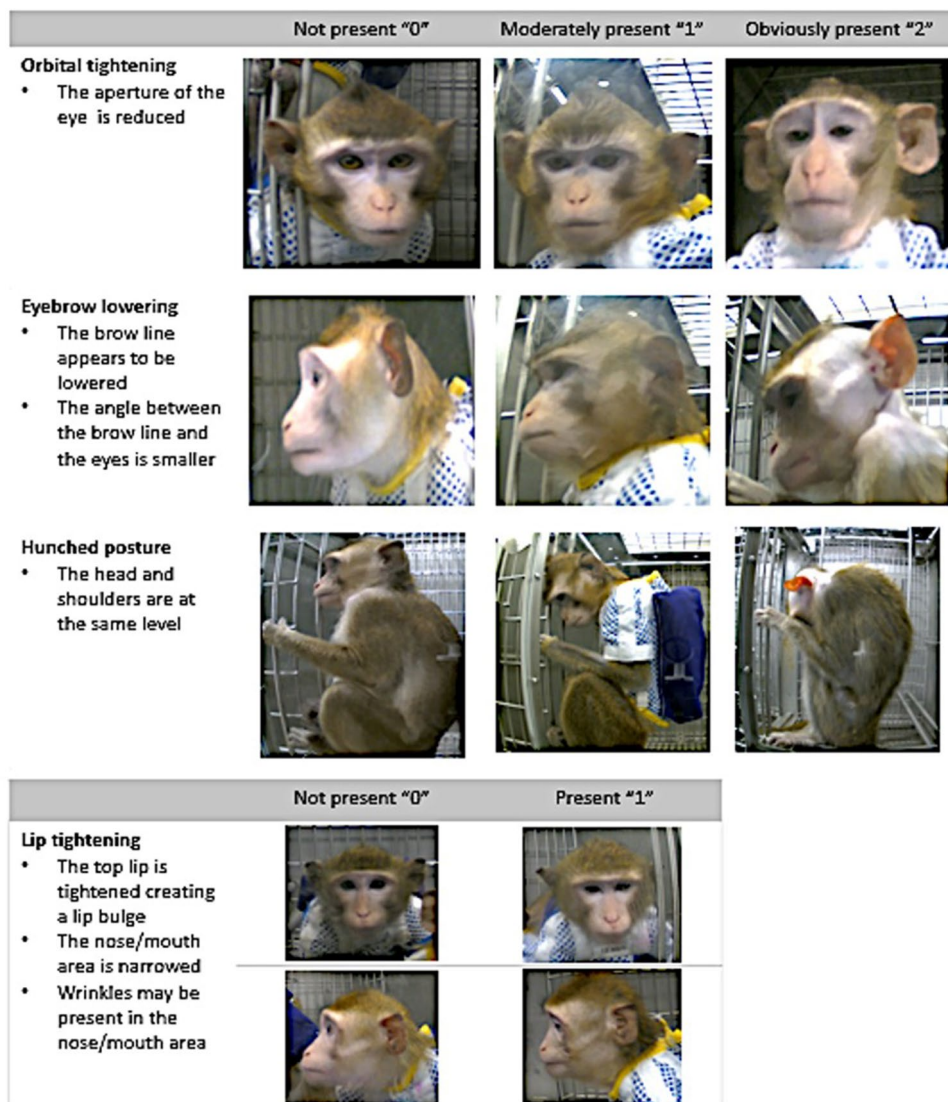 Not present “0” Moderately present “1” Obviously present “2”
Orbital tightening
• The aperture of the
eye is reduced
Eyebrow lowering
• The brow line
appears to be
lowered
• The angle between
the brow line and
the eyes is smaller
Hunched posture
• The head and
shoulders are at
the same level
Not present “0” Present “1”
Lip tightening
• The top lip is
tightened creating
a lip bulge
• The nose/mouth
area is narrowed
• Wrinkles may be
present in the
nose/mouth area